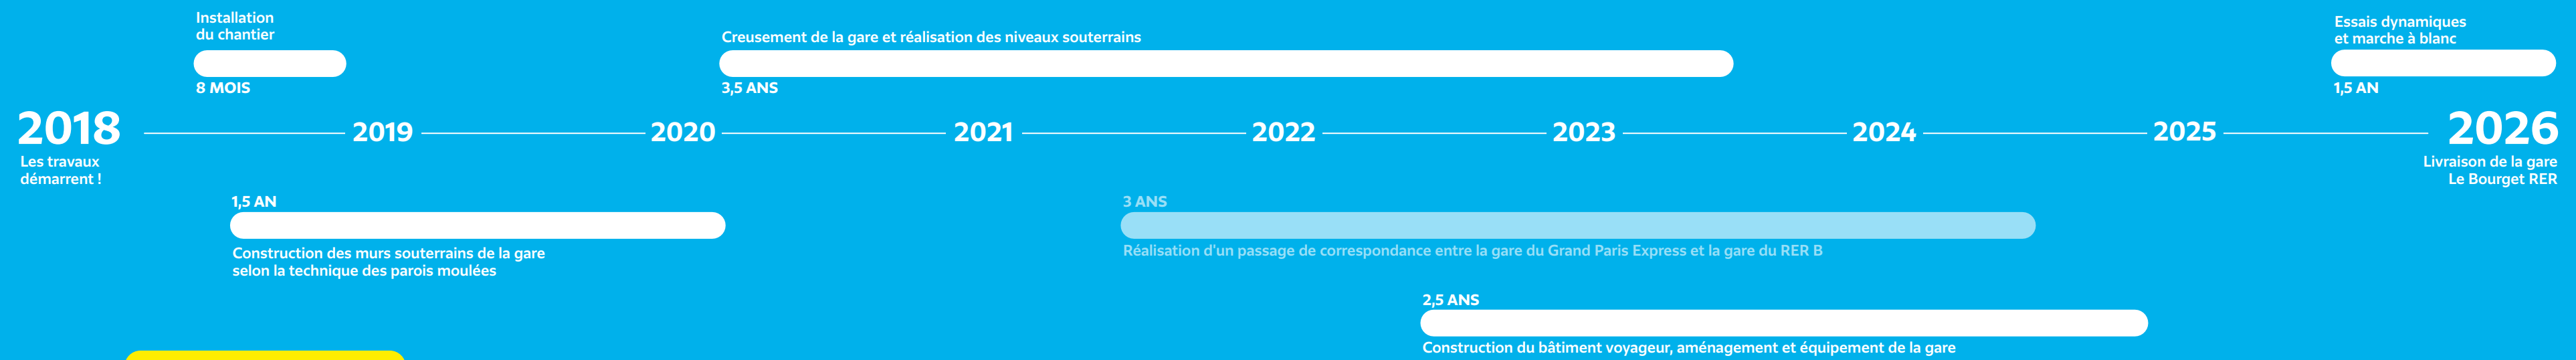 Installation
du chantier
8 MOIS
Creusement de la gare et réalisation des niveaux souterrains
3,5 ANS
Essais dynamiques
et marche à blanc
1,5 AN
2018
2019
2020
2021
2022
2023
2024
2025
2026
Les travaux
démarrent !
Livraison de la gare
Le Bourget RER
1,5 AN
Construction des murs souterrains de la gare
selon la technique des parois moulées
3 ANS
Réalisation d'un passage de correspondance entre la gare du Grand Paris Express et la gare du RER B
2,5 ANS
Construction du bâtiment voyageur, aménagement et équipement de la gare